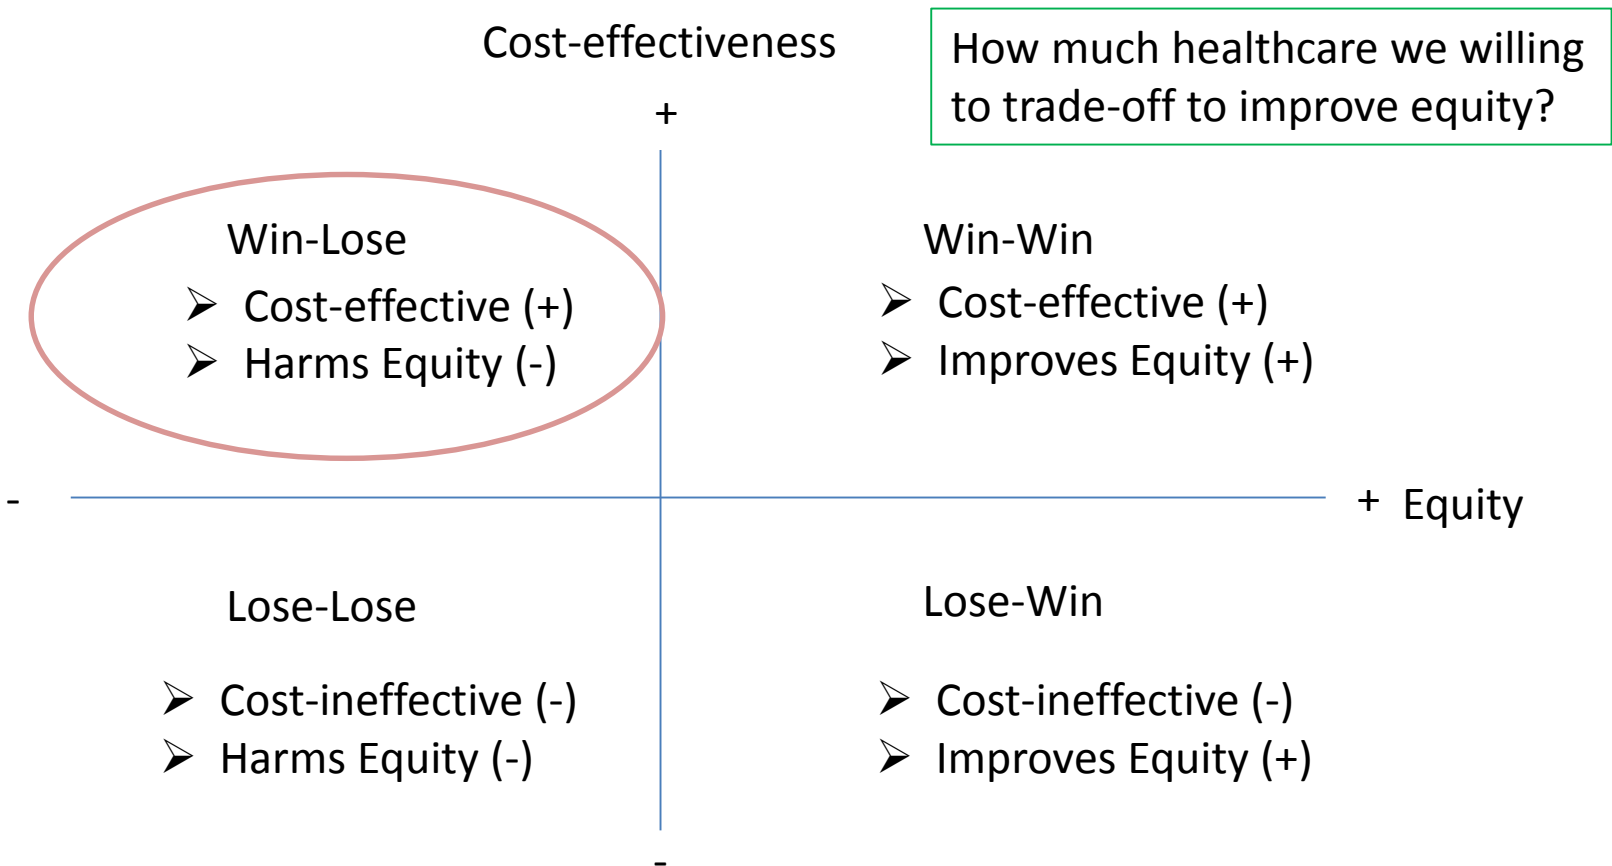 Cost-effectiveness
How much healthcare we willing
to trade-off to improve equity?
+
Win-Lose
➢ Cost-effective (+)
➢ Harms Equity (-)
Win-Win
➢ Cost-effective (+)
➢ Improves Equity (+)
-
+ Equity
Lose-Lose
➢ Cost-ineffective (-)
➢ Harms Equity (-)
Lose-Win
➢ Cost-ineffective (-)
➢ Improves Equity (+)
-